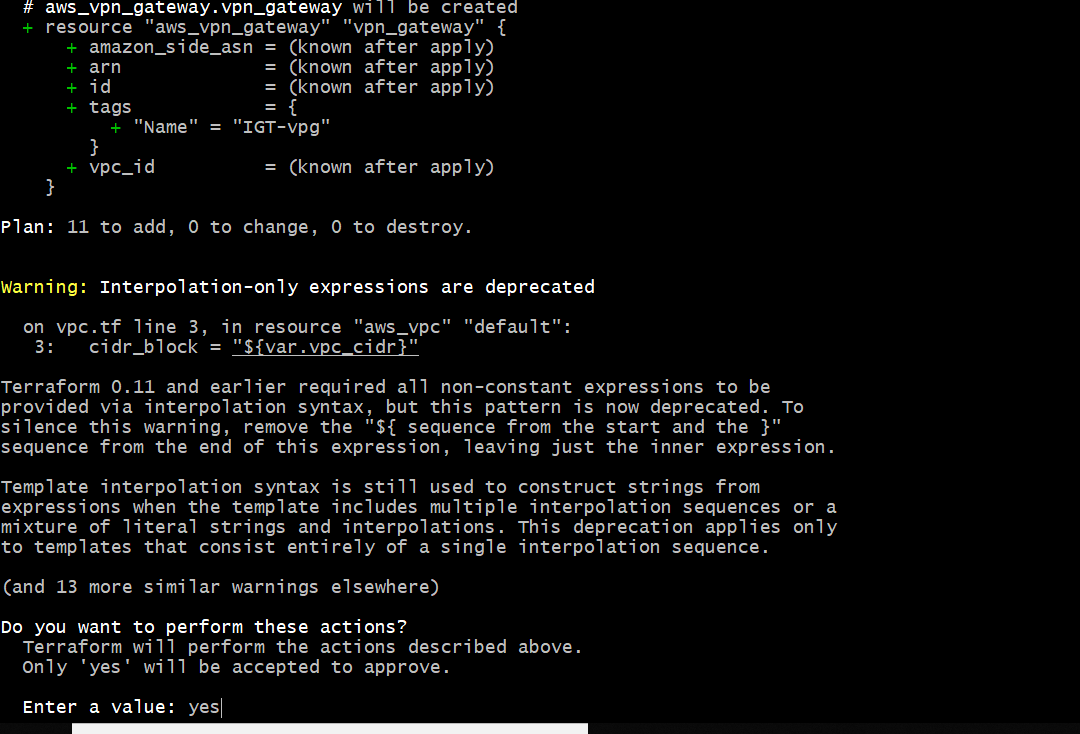 # aws_vpn_gateway.vpn_gateway will be created
+ resource "aws_vpn_gateway" "vpn_gateway" {
+ amazon_side_asn = (known after apply)
+ arn = (known after apply)
+ id = (known after apply)
+ tags = {
+ "Name" = "IGT-vpg"
}
+ vpc_id = (known after apply)
}
Plan: 11 to add, 0 to change, 0 to destroy.
Warning: Interpolation-only expressions are deprecated
on vpc.tf line 3, in resource "aws_vpc" "default":
3: cidr_block = "${var.vpc_cidr}"
Terraform 0.11 and earlier required all non-constant expressions to be
provided via interpolation syntax, but this pattern is now deprecated. To
silence this warning, remove the "${ sequence from the start and the }"
sequence from the end of this expression, leaving just the inner expression.
Template interpolation syntax is still used to construct strings from
expressions when the template includes multiple interpolation sequences or a
mixture of literal strings and interpolations. This deprecation applies only
to templates that consist entirely of a single interpolation sequence.
(and 13 more similar warnings elsewhere)
Do you want to perform these actions?
Terraform will perform the actions described above.
Only 'yes' will be accepted to approve.
Enter a value: yes